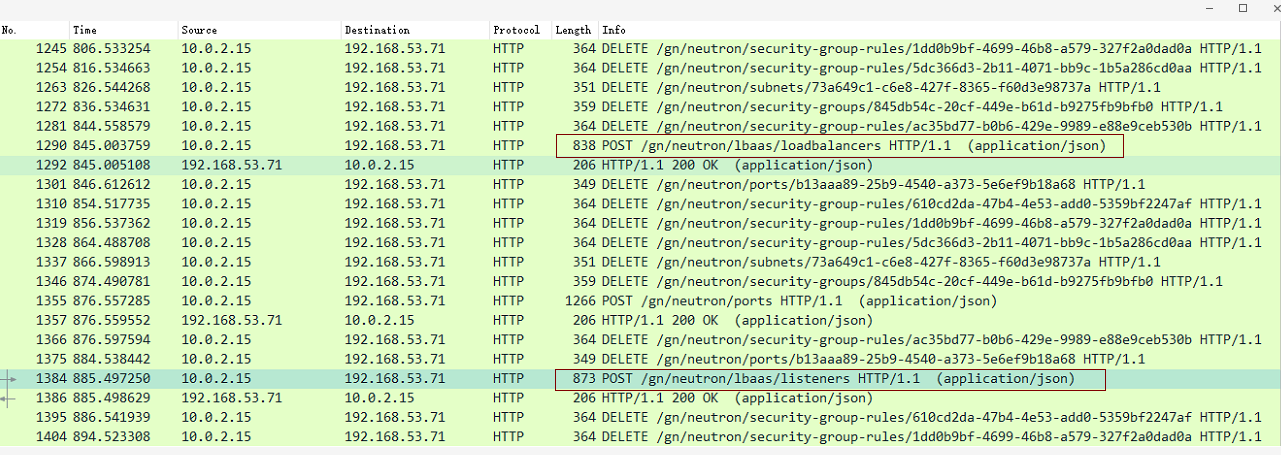 No. Time Source Destination Protocol Length Info
1245 806.533254 10.0.2.15 192.168.53.71 HTTP 364 DELETE /gn/neutron/security-group-rules/1dd0b9bf-4699-46b8-a579-327f2a0dad0a HTTP/1.1
1254 816.534663 10.0.2.15 192.168.53.71 HTTP 364 DELETE /gn/neutron/security-group-rules/5dc366d3-2b11-4071-bb9c-1b5a286cd0aa HTTP/1.1
1263 826.544268 10.0.2.15 192.168.53.71 HTTP 351 DELETE /gn/neutron/subnets/73a649c1-c6e8-427f-8365-f60d3e98737a HTTP/1.1
1272 836.534631 10.0.2.15 192.168.53.71 HTTP 359 DELETE /gn/neutron/security-groups/845db54c-20cf-449e-b61d-b9275fb9bfb0 HTTP/1.1
1281 844.558579 10.0.2.15 192.168.53.71 HTTP 364 DELETE /gn/neutron/security-group-rules/ac35bd77-b0b6-429e-9989-e88e9ceb530b HTTP/1.1
1290 845.003759 10.0.2.15 192.168.53.71 HTTP 838 POST /gn/neutron/lbaas/loadbalancers HTTP/1.1 (application/json)
1292 845.005108 192.168.53.71 10.0.2.15 HTTP 206 HTTP/1.1 200 OK (application/json)
1301 846.612612 10.0.2.15 192.168.53.71 HTTP 349 DELETE /gn/neutron/ports/b13aaa89-25b9-4540-a373-5e6ef9b18a68 HTTP/1.1
1310 854.517735 10.0.2.15 192.168.53.71 HTTP 364 DELETE /gn/neutron/security-group-rules/610cd2da-47b4-4e53-add0-5359bf2247af HTTP/1.1
1319 856.537362 10.0.2.15 192.168.53.71 HTTP 364 DELETE /gn/neutron/security-group-rules/1dd0b9bf-4699-46b8-a579-327f2a0dad0a HTTP/1.1
1328 864.488708 10.0.2.15 192.168.53.71 HTTP 364 DELETE /gn/neutron/security-group-rules/5dc366d3-2b11-4071-bb9c-1b5a286cd0aa HTTP/1.1
1337 866.598913 10.0.2.15 192.168.53.71 HTTP 351 DELETE /gn/neutron/subnets/73a649c1-c6e8-427f-8365-f60d3e98737a HTTP/1.1
1346 874.490781 10.0.2.15 192.168.53.71 HTTP 359 DELETE /gn/neutron/security-groups/845db54c-20cf-449e-b61d-b9275fb9bfb0 HTTP/1.1
1355 876.557285 10.0.2.15 192.168.53.71 HTTP 1266 POST /gn/neutron/ports HTTP/1.1 (application/json)
1357 876.559552 192.168.53.71 10.0.2.15 HTTP 206 HTTP/1.1 200 OK (application/json)
1366 876.597594 10.0.2.15 192.168.53.71 HTTP 364 DELETE /gn/neutron/security-group-rules/ac35bd77-b0b6-429e-9989-e88e9ceb530b HTTP/1.1
1375 884.538442 10.0.2.15 192.168.53.71 HTTP 349 DELETE /gn/neutron/ports/b13aaa89-25b9-4540-a373-5e6ef9b18a68 HTTP/1.1
1384 885.497250 10.0.2.15 192.168.53.71 HTTP 873 POST /gn/neutron/lbaas/listeners HTTP/1.1 (application/json)
1386 885.498629 192.168.53.71 10.0.2.15 HTTP 206 HTTP/1.1 200 OK (application/json)
1395 886.541939 10.0.2.15 192.168.53.71 HTTP 364 DELETE /gn/neutron/security-group-rules/610cd2da-47b4-4e53-add0-5359bf2247af HTTP/1.1
1404 894.523308 10.0.2.15 192.168.53.71 HTTP 364 DELETE /gn/neutron/security-group-rules/1dd0b9bf-4699-46b8-a579-327f2a0dad0a HTTP/1.1